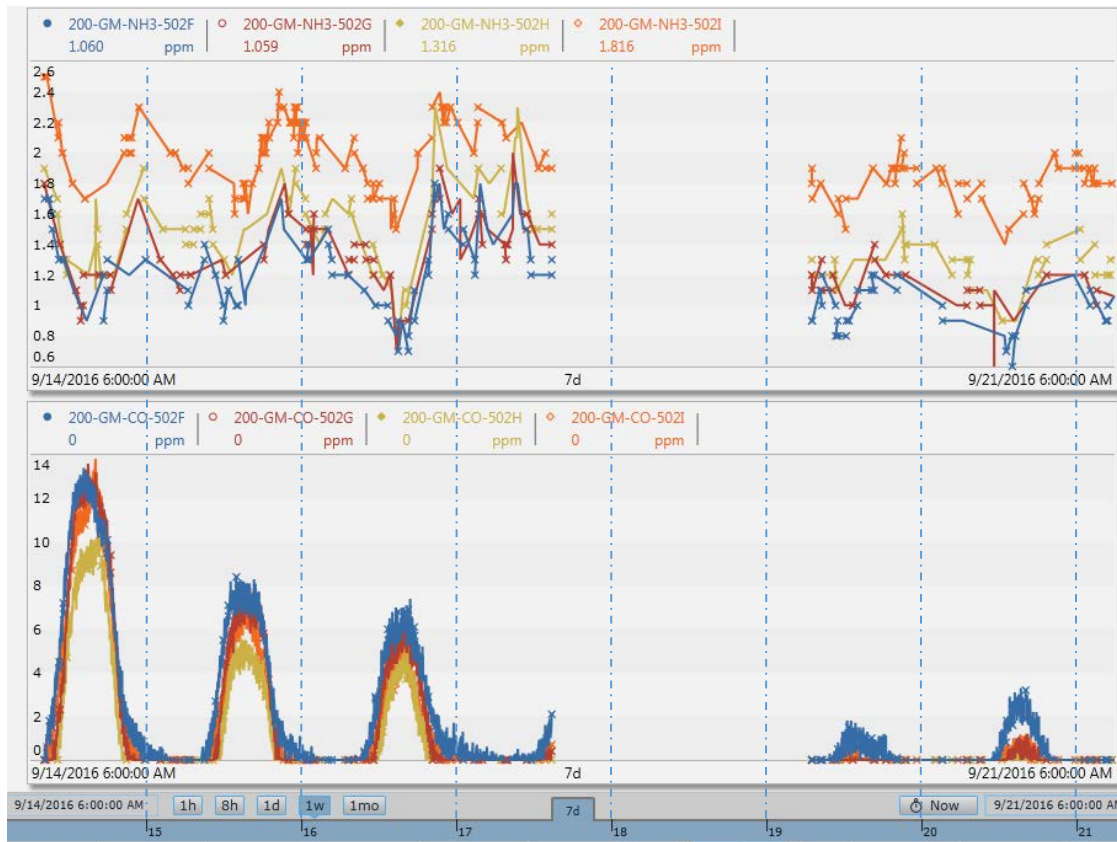 200-GM-NH3-502F 200-GM-NH3-502G 200-GM-NH3-502H 200-GM-NH3-502I
1.060 ppm 1.059 ppm 1.316 ppm 1.816 ppm
2.6
2.4
2.2
2
1.8
1.6
1.4
1.2
1
0.8
0.6
9/14/2016 6:00:00 AM 7d 9/21/2016 6:00:00 AM
200-GM-CO-502F 200-GM-CO-502G 200-GM-CO-502H 200-GM-CO-502I
0 ppm 0 ppm 0 ppm 0 ppm
14
12
10
8
6
4
2
0
9/14/2016 6:00:00 AM 7d 9/21/2016 6:00:00 AM
9/14/2016 6:00:00 AM 1h 8h 1d 1w 1mo 7d Now 9/21/2016 6:00:00 AM
15 16 17 18 19 20 21